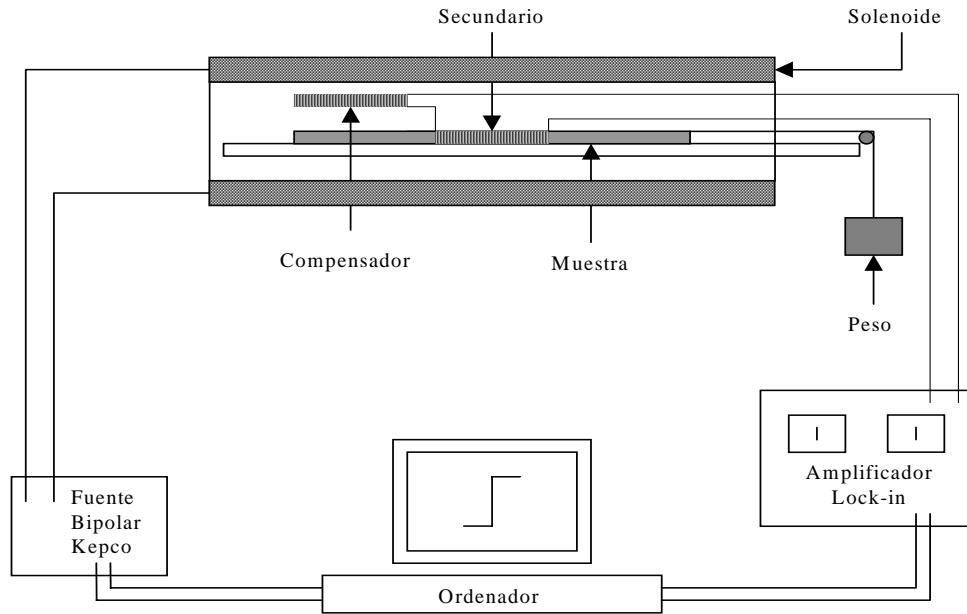 Secundario
Solenoide
Compensador
Muestra
Peso
Amplificador
Lock-in
Fuente
Bipolar
Kepco
Ordenador